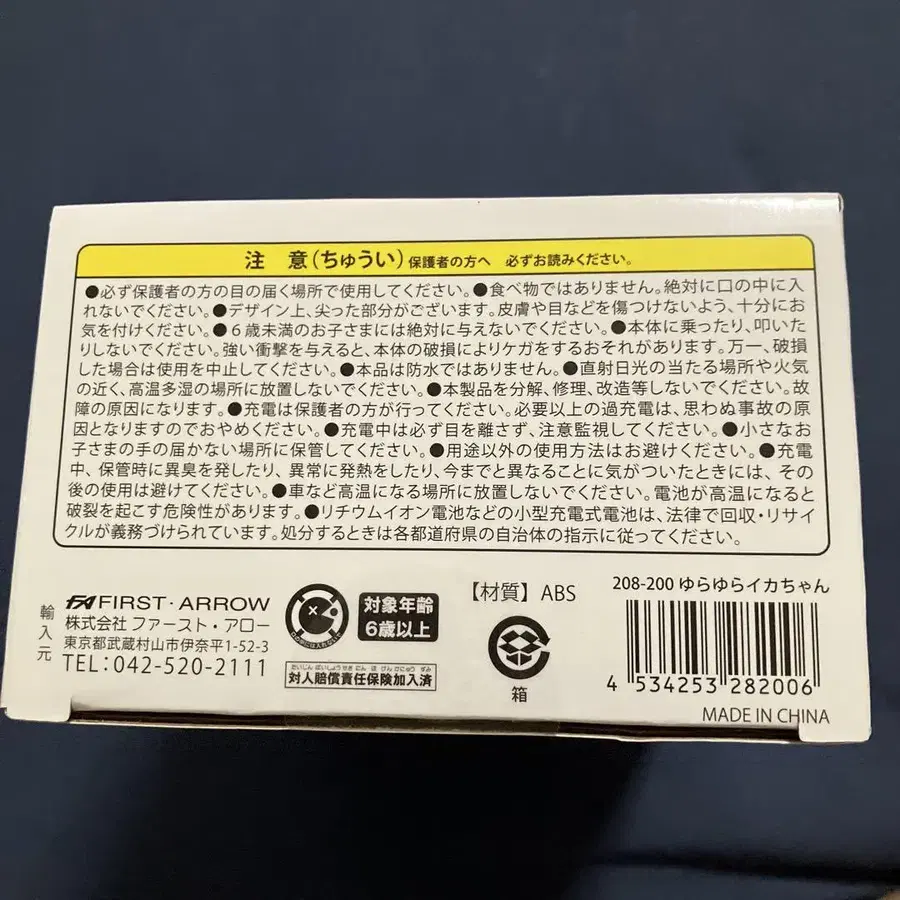 注 意(ちゅうい)保護者の方へ 必ずお読みください。
●必ず保護者の方の目の届く場所で使用してください。●食べ物ではありません。絶対に口の中に入
れないでください。●デザイン上、尖った部分がございます。皮膚や目などを傷つけないよう、十分にお
気を付けください。●6歳未満のお子さまには絶対に与えないでください。●本体に乗ったり、叩いた
りしないでください。強い衝撃を与えると、本体の破損によりケガをするおそれがあります。万一、破損
した場合は使用を中止してください。●本品は防水ではありません。●直射日光の当たる場所や火気
の近く、高温多湿の場所に放置しないでください。●本製品を分解、修理、改造等しないでください。故
障の原因になります。●充電は保護者の方が行ってください。必要以上の過充電は、思わぬ事故の原
因となりますのでおやめください。●充電中は必ず目を離さず、注意監視してください。●小さなお
子さまの手の届かない場所に保管してください。●用途以外の使用方法はお避けください。●充電
中、保管時に異臭を発したり、異常に発熱をしたり、今までと異なることに気がついたときには、その
後の使用は避けてください。●車など高温になる場所に放置しないでください。電池が高温になると
破裂を起こす危険性があります。●リチウムイオン電池などの小型充電式電池は、法律で回収・リサイ
クルが義務づけられています。処分するときは各都道府県の自治体の指示に従ってください。
輸入元
FA FIRST・ARROW
株式会社 ファースト・アロー
東京都武蔵村山市伊奈平1-52-3
TEL:042-520-2111
対象年齢
6歳以上
たいじん ばいしょう せきにん ほけん かにゅう ずみ
対人賠償責任保険加入済
【材質】ABS
箱
208-200 ゆらゆらイカちゃん
4 534253 282006
MADE IN CHINA